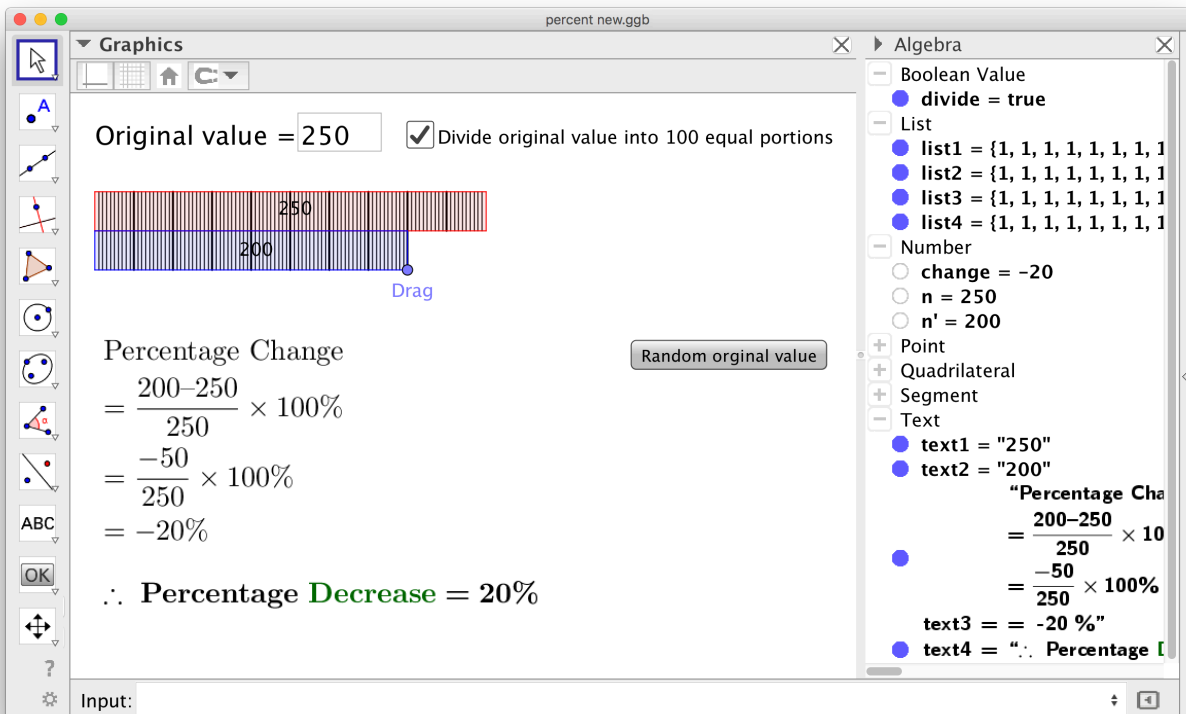 percent new.ggb
Graphics
Original value = 250
Divide original value into 100 equal portions
250
200
Drag
Percentage Change
= 200–250 / 250 × 100%
= −50 / 250 × 100%
= −20%
∴ Percentage Decrease = 20%
Random orginal value
A
ABC
OK
?
Input:
Algebra
Boolean Value
divide = true
List
list1 = {1, 1, 1, 1, 1, 1, 1, 1
list2 = {1, 1, 1, 1, 1, 1, 1, 1
list3 = {1, 1, 1, 1, 1, 1, 1, 1
list4 = {1, 1, 1, 1, 1, 1, 1, 1
Number
change = -20
n = 250
n' = 200
Point
Quadrilateral
Segment
Text
text1 = "250"
text2 = "200"
“Percentage Cha
= 200–250 / 250 × 10
= −50 / 250 × 100%
text3 = = -20 %”
text4 = “∴ Percentage D